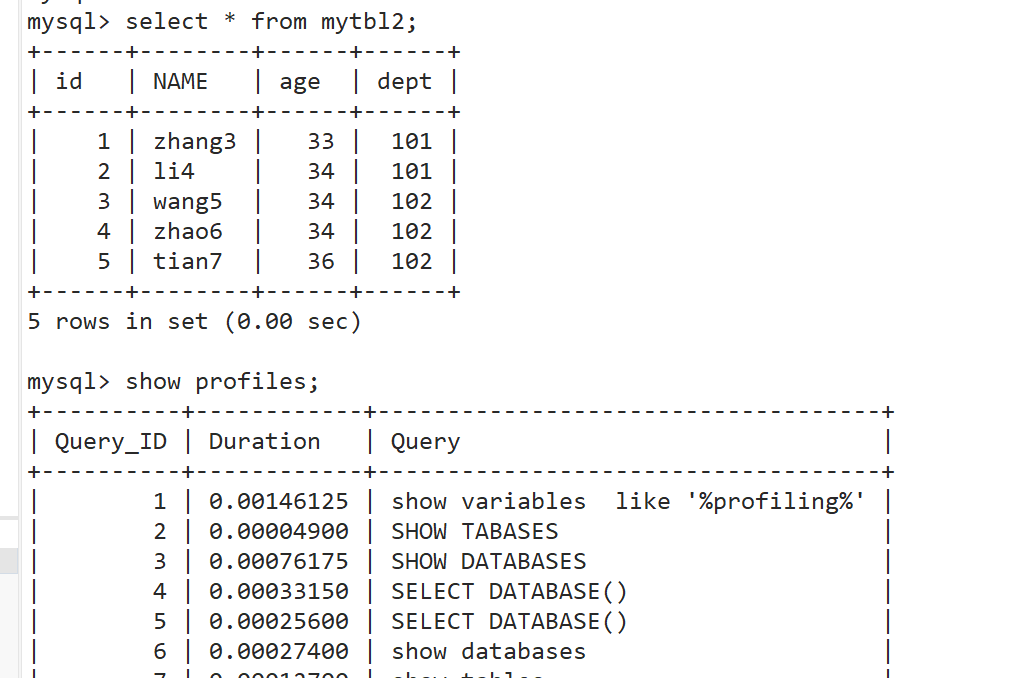 mysql> select * from mytbl2;
+------+--------+------+------+
| id   | NAME   | age  | dept |
+------+--------+------+------+
|    1 | zhang3 |   33 |  101 |
|    2 | li4    |   34 |  101 |
|    3 | wang5  |   34 |  102 |
|    4 | zhao6  |   34 |  102 |
|    5 | tian7  |   36 |  102 |
+------+--------+------+------+
5 rows in set (0.00 sec)
mysql> show profiles;
+----------+------------+------------------------------------+
| Query_ID | Duration   | Query                              |
+----------+------------+------------------------------------+
|        1 | 0.00146125 | show variables  like '%profiling%' |
|        2 | 0.00004900 | SHOW TABASES                       |
|        3 | 0.00076175 | SHOW DATABASES                     |
|        4 | 0.00033150 | SELECT DATABASE()                  |
|        5 | 0.00025600 | SELECT DATABASE()                  |
|        6 | 0.00027400 | show databases                     |